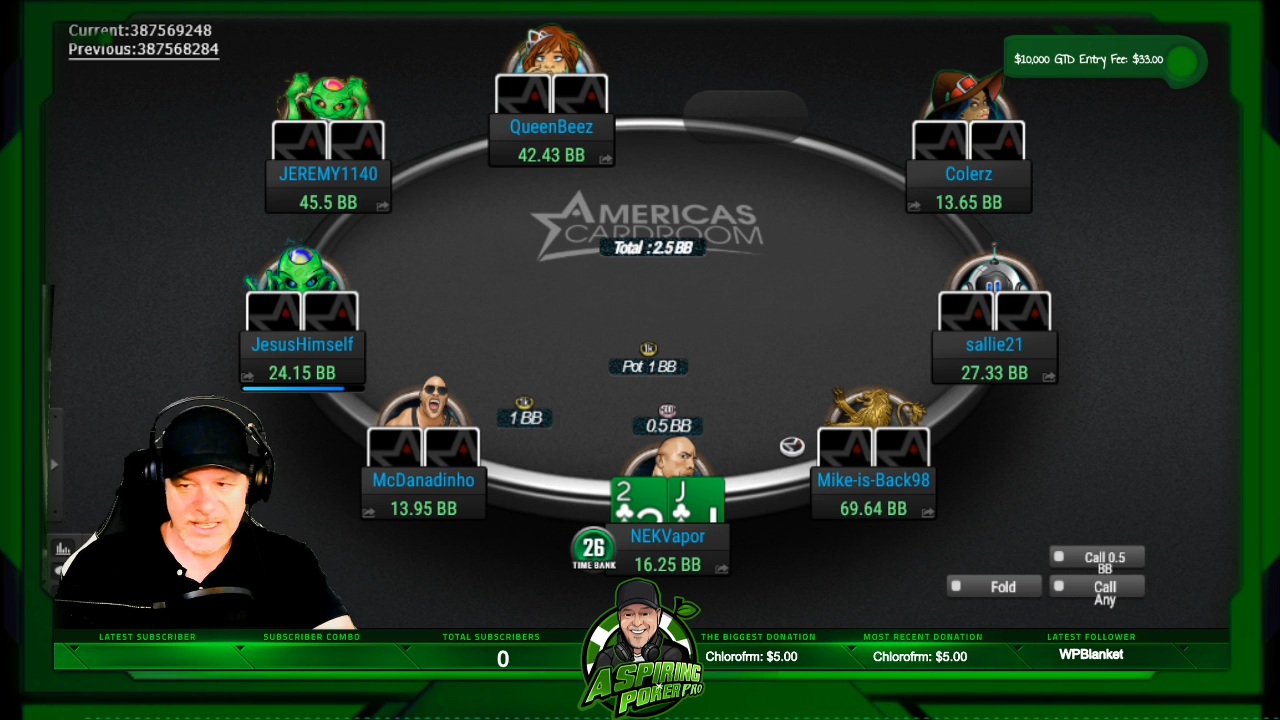 Current:387569248
Previous:387568284
$10,000 GTD Entry Fee: $33.00
QueenBeez
42.43 BB
JEREMY1140
45.5 BB
Colerz
13.65 BB
AMERICAS
CARDROOM
Total : 2.5 BB
JesusHimself
24.15 BB
sallie21
27.33 BB
Pot 1 BB
1 BB
0.5 BB
McDanadinho
13.95 BB
2 J
Mike-is-Back98
69.64 BB
26
TIME BANK
NEKVapor
16.25 BB
Call 0.5
BB
Fold
Call
Any
LATEST SUBSCRIBER
SUBSCRIBER COMBO
TOTAL SUBSCRIBERS
0
THE BIGGEST DONATION
Chlorofrm: $5.00
MOST RECENT DONATION
Chlorofrm: $5.00
LATEST FOLLOWER
WPBlanket
ASPIRING
POKER PRO